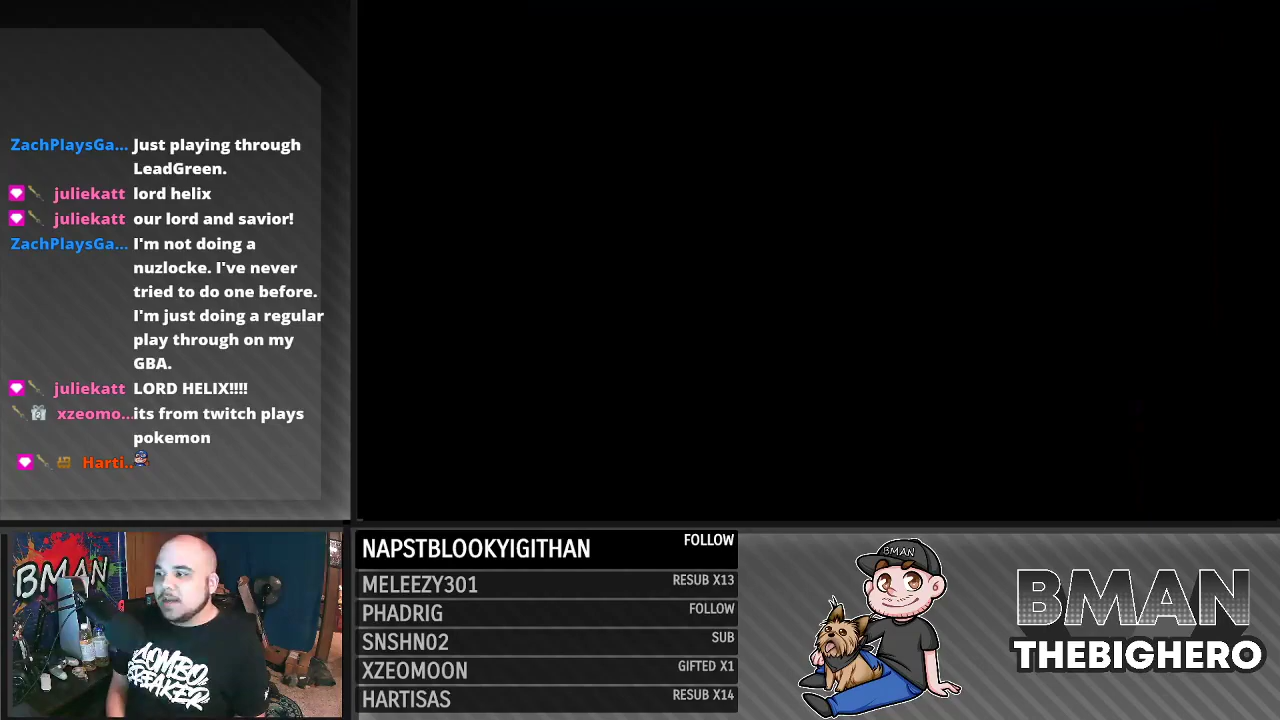 ZachPlaysGa... Just playing through
LeadGreen.
juliekatt lord helix
juliekatt our lord and savior!
ZachPlaysGa... I'm not doing a
nuzlocke. I've never
tried to do one before.
I'm just doing a regular
play through on my
GBA.
juliekatt LORD HELIX!!!!
xzeomo... its from twitch plays
pokemon
Harti...
BMAN
COMBO
BREAKER
NAPSTBLOOKYIGITHAN FOLLOW
MELEEZY301 RESUB X13
PHADRIG FOLLOW
SNSHN02 SUB
XZEOMOON GIFTED X1
HARTISAS RESUB X14
BMAN
BMAN
THEBIGHERO